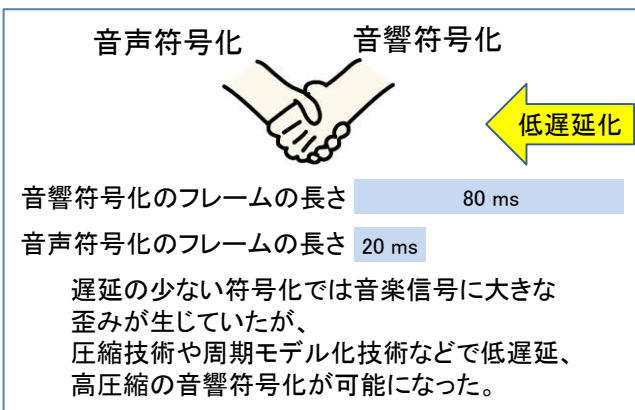 音声符号化 音響符号化
低遅延化
音響符号化のフレームの長さ 80 ms
音声符号化のフレームの長さ 20 ms
遅延の少ない符号化では音楽信号に大きな
歪みが生じていたが、
圧縮技術や周期モデル化技術などで低遅延、
高圧縮の音響符号化が可能になった。